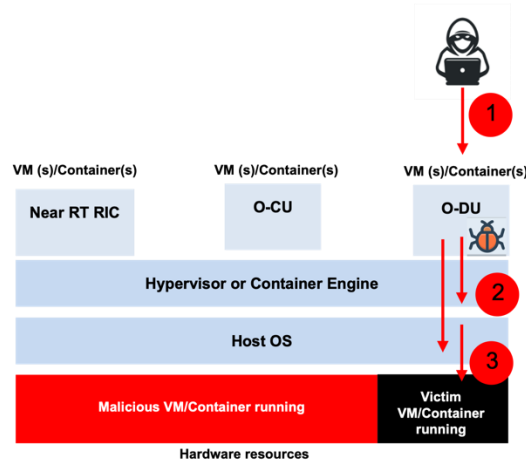 1
VM (s)/Container(s)
VM (s)/Container(s)
VM (s)/Container(s)
Near RT RIC
O-CU
O-DU
Hypervisor or Container Engine
2
Host OS
3
Malicious VM/Container running
Victim
VM/Container
running
Hardware resources